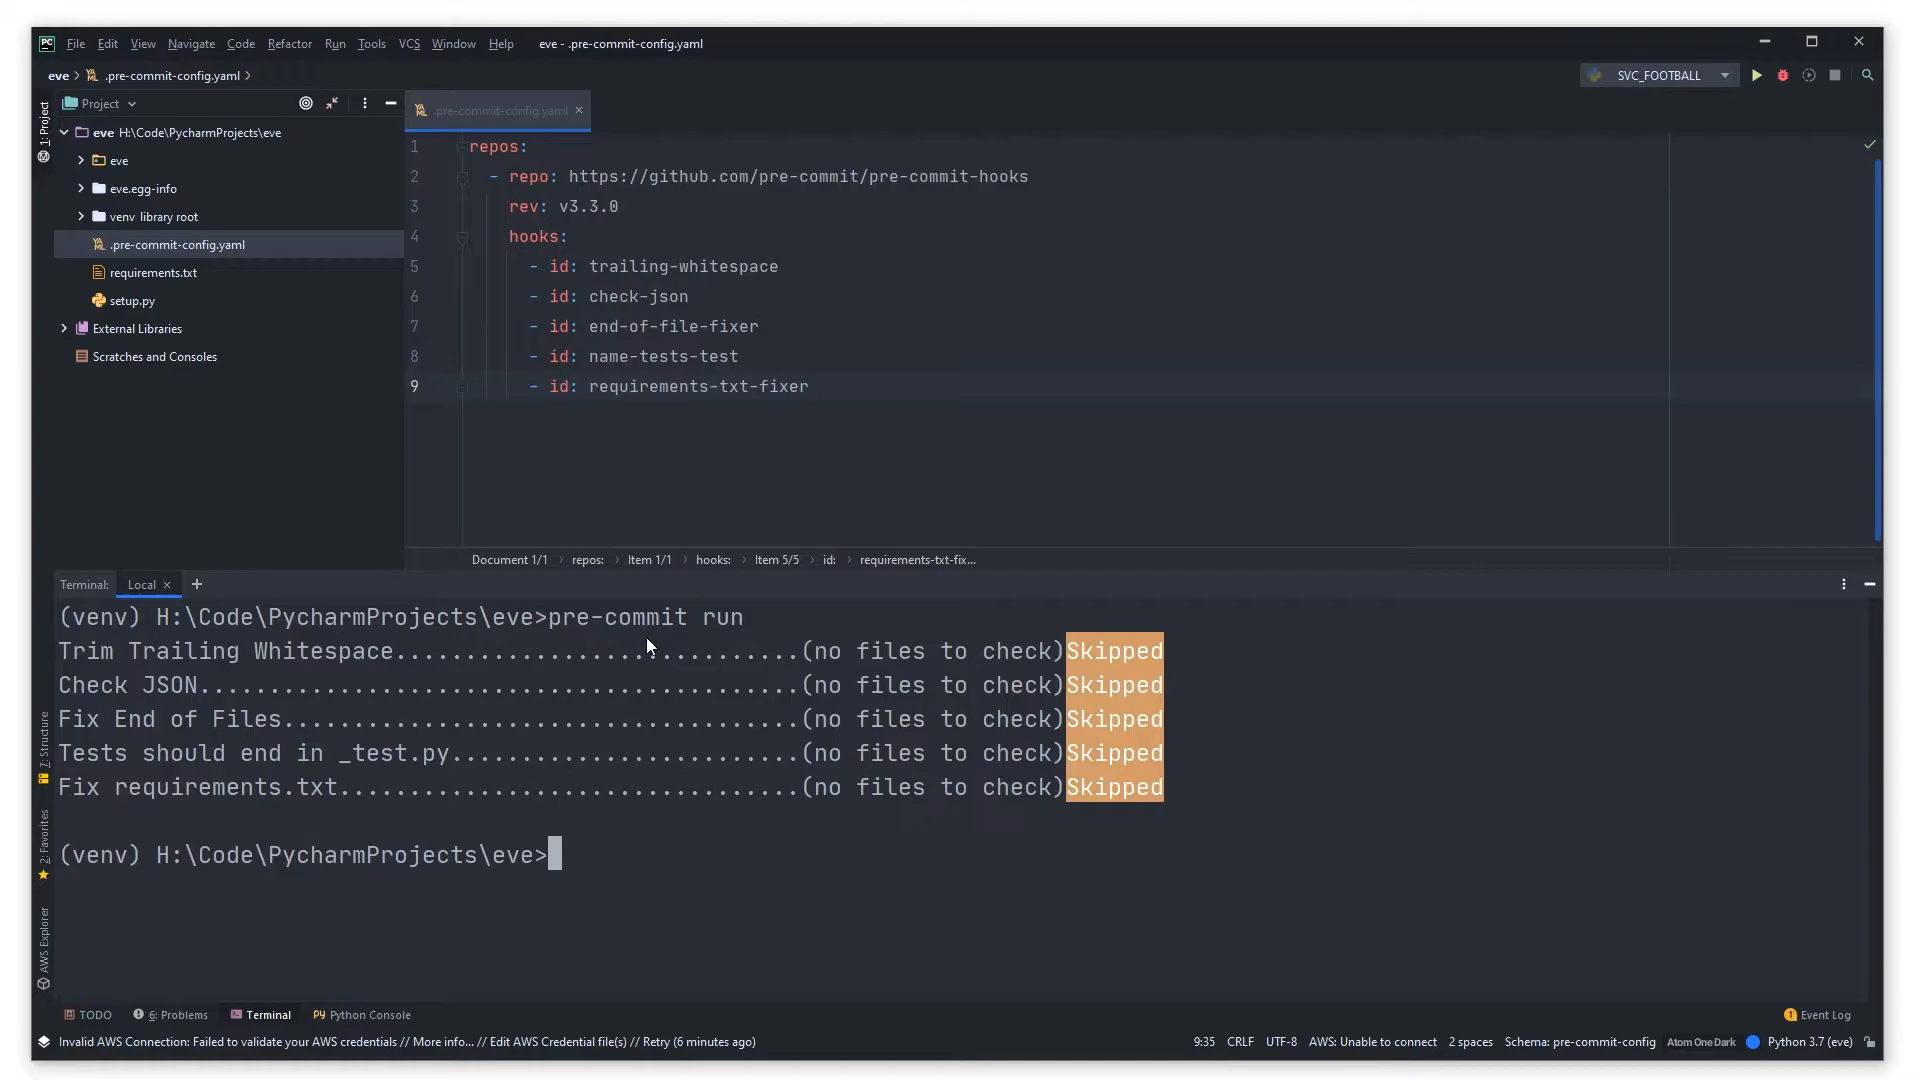 PC File Edit View Navigate Code Refactor Run Tools VCS Window Help eve - .pre-commit-config.yaml
eve .pre-commit-config.yaml SVC_FOOTBALL
1: Project
Project
.pre-commit-config.yaml
eve H:\Code\PycharmProjects\eve
eve
eve.egg-info
venv library root
.pre-commit-config.yaml
requirements.txt
setup.py
External Libraries
Scratches and Consoles
1 repos:
2 - repo: https://github.com/pre-commit/pre-commit-hooks
3 rev: v3.3.0
4 hooks:
5 - id: trailing-whitespace
6 - id: check-json
7 - id: end-of-file-fixer
8 - id: name-tests-test
9 - id: requirements-txt-fixer
Document 1/1 repos: Item 1/1 hooks: Item 5/5 id: requirements-txt-fix...
Terminal: Local
(venv) H:\Code\PycharmProjects\eve>pre-commit run
Trim Trailing Whitespace.............................(no files to check)Skipped
Check JSON...........................................(no files to check)Skipped
Fix End of Files.....................................(no files to check)Skipped
Tests should end in _test.py.........................(no files to check)Skipped
Fix requirements.txt.................................(no files to check)Skipped
(venv) H:\Code\PycharmProjects\eve>
7: Structure
2: Favorites
AWS Explorer
TODO 6: Problems Terminal Python Console 1 Event Log
Invalid AWS Connection: Failed to validate your AWS credentials // More info... // Edit AWS Credential file(s) // Retry (6 minutes ago) 9:35 CRLF UTF-8 AWS: Unable to connect 2 spaces Schema: pre-commit-config Atom One Dark Python 3.7 (eve)